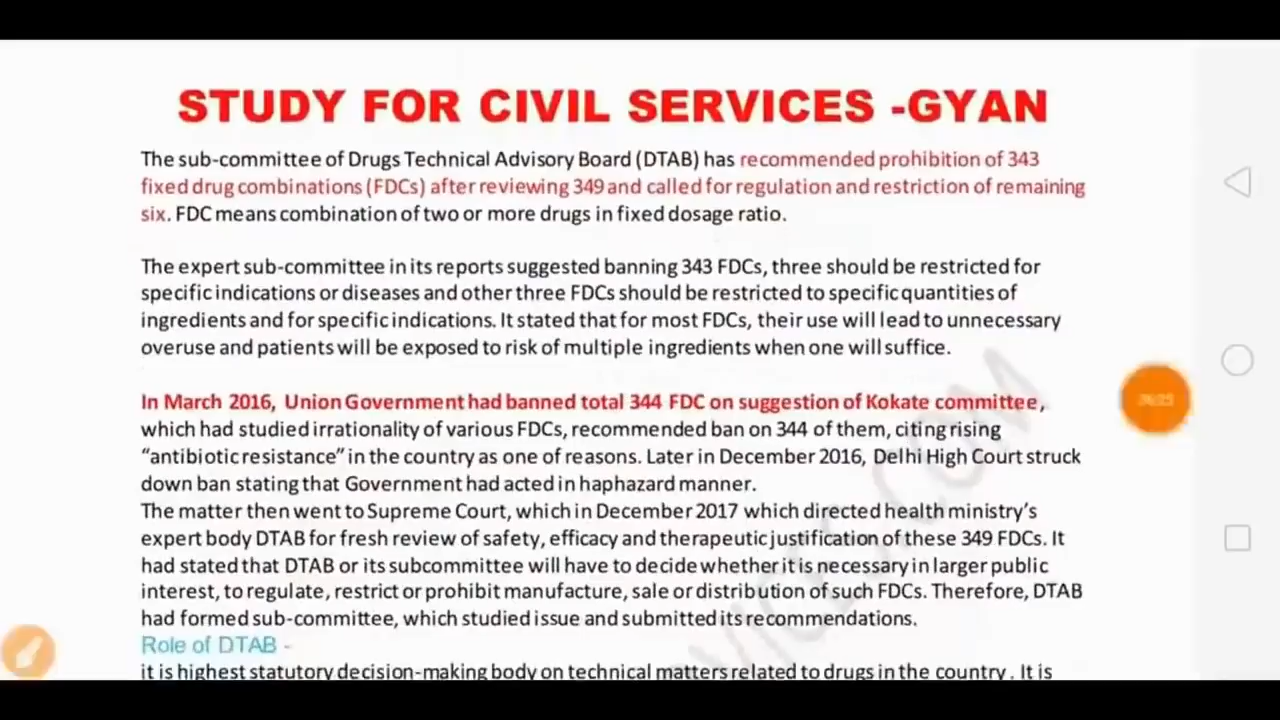 STUDY FOR CIVIL SERVICES -GYAN
The sub-committee of Drugs Technical Advisory Board (DTAB) has recommended prohibition of 343
fixed drug combinations (FDCs) after reviewing 349 and called for regulation and restriction of remaining
six. FDC means combination of two or more drugs in fixed dosage ratio.
The expert sub-committee in its reports suggested banning 343 FDCs, three should be restricted for
specific indications or diseases and other three FDCs should be restricted to specific quantities of
ingredients and for specific indications. It stated that for most FDCs, their use will lead to unnecessary
overuse and patients will be exposed to risk of multiple ingredients when one will suffice.
In March 2016, Union Government had banned total 344 FDC on suggestion of Kokate committee,
which had studied irrationality of various FDCs, recommended ban on 344 of them, citing rising
“antibiotic resistance” in the country as one of reasons. Later in December 2016, Delhi High Court struck
down ban stating that Government had acted in haphazard manner.
The matter then went to Supreme Court, which in December 2017 which directed health ministry’s
expert body DTAB for fresh review of safety, efficacy and therapeutic justification of these 349 FDCs. It
had stated that DTAB or its subcommittee will have to decide whether it is necessary in larger public
interest, to regulate, restrict or prohibit manufacture, sale or distribution of such FDCs. Therefore, DTAB
had formed sub-committee, which studied issue and submitted its recommendations.
Role of DTAB -
it is highest statutory decision-making body on technical matters related to drugs in the country . It is